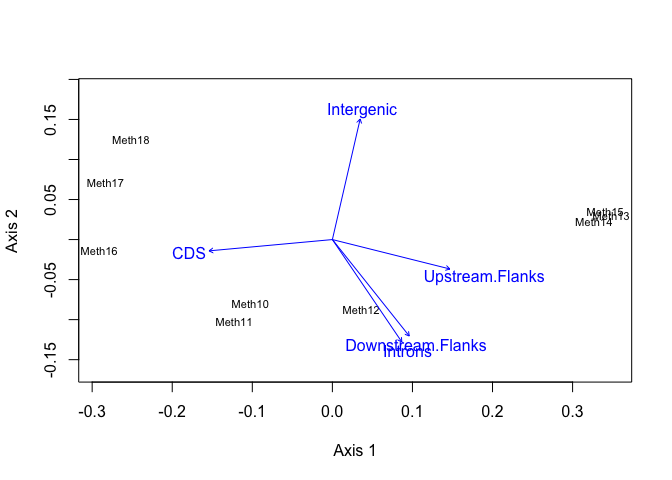 Intergenic
Meth18
Meth17
Meth15
Meth13
Meth14
Meth16
CDS
Upstream.Flanks
Meth10
Meth12
Meth11
Downstream.Flanks
Introns
0.15
0.05
-0.05
-0.15
Axis 2
-0.3 -0.2 -0.1 0.0 0.1 0.2 0.3
Axis 1